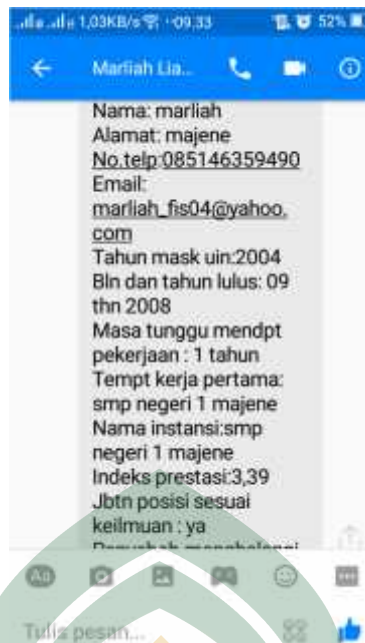 1,03KB/s 09.33 52%
Marliah Lia...
Nama: marliah
Alamat: majene
No.telp:085146359490
Email:
marliah_fis04@yahoo.
com
Tahun mask uin:2004
Bln dan tahun lulus: 09
thn 2008
Masa tunggu mendpt
pekerjaan : 1 tahun
Tempt kerja pertama:
smp negeri 1 majene
Nama instansi:smp
negeri 1 majene
Indeks prestasi:3,39
Jbtn posisi sesuai
keilmuan : ya
Aa
Tulis pesan...